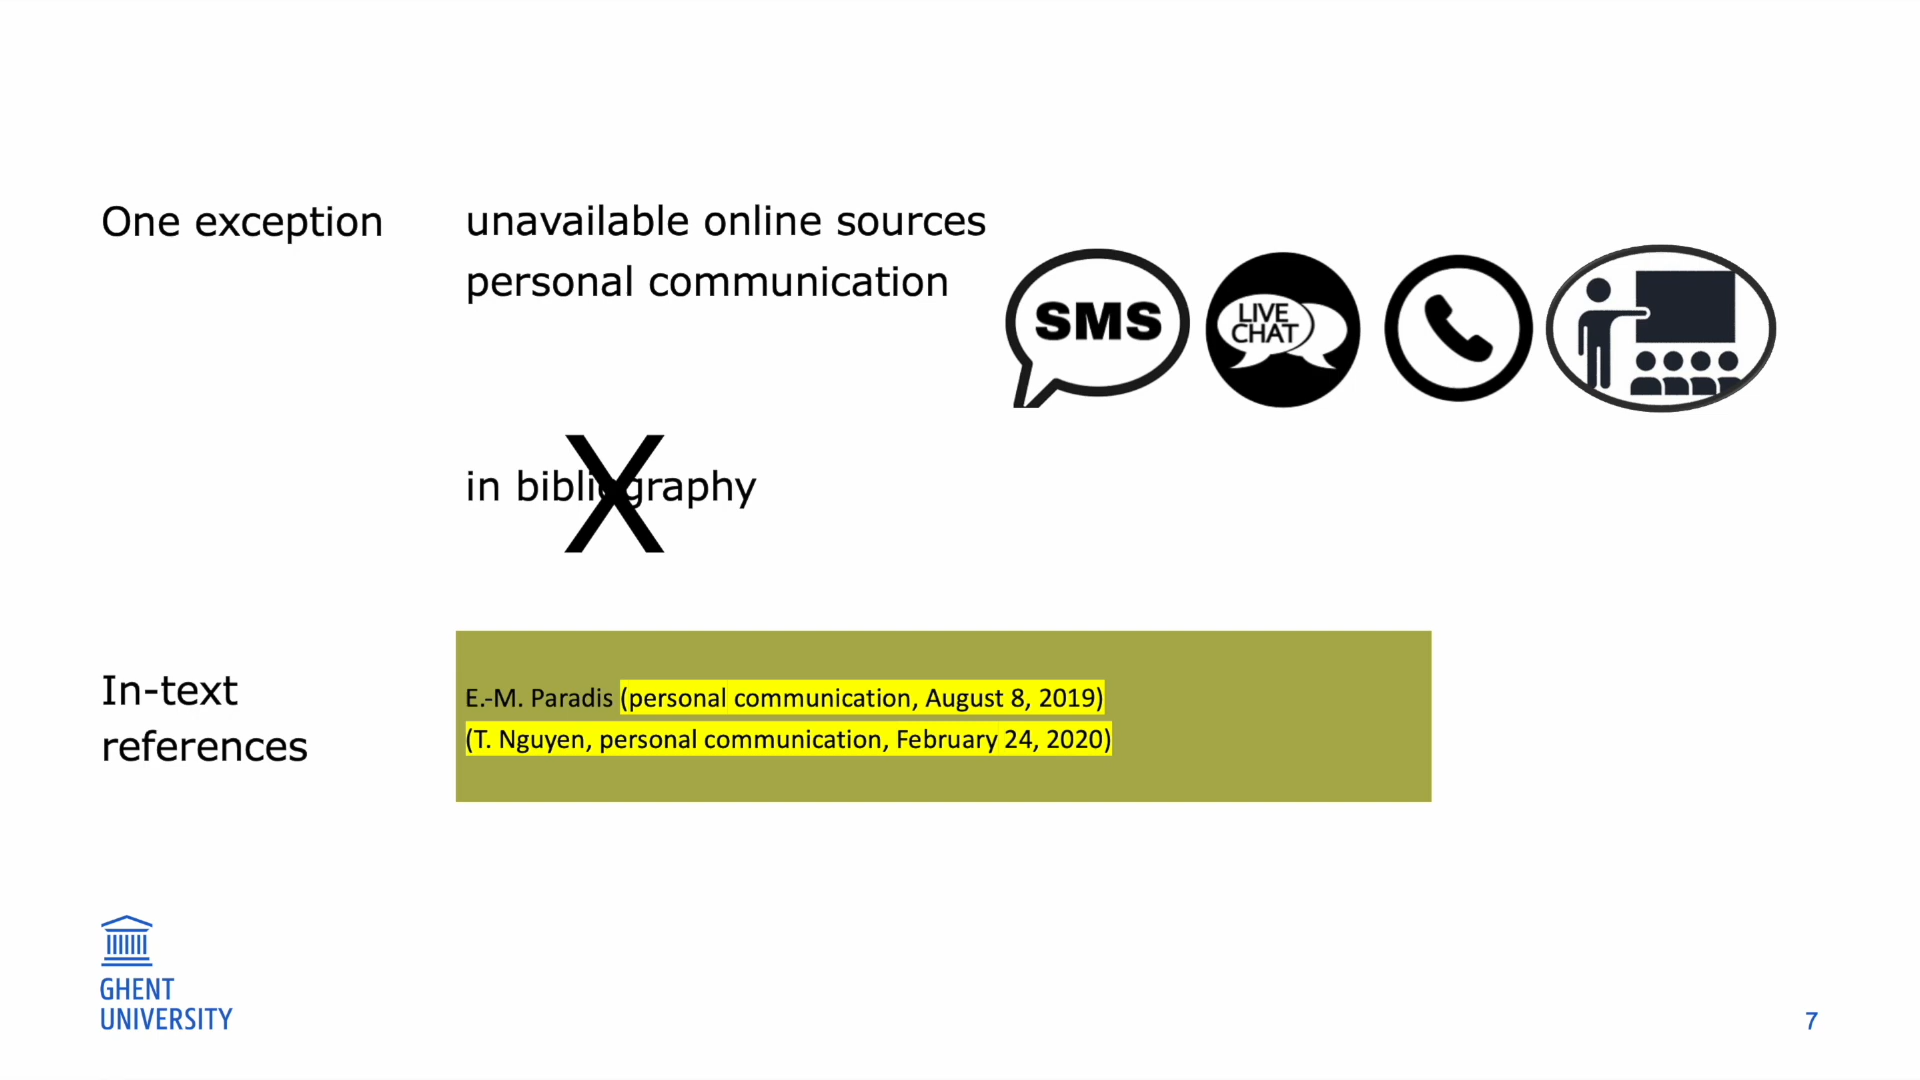 One exception
unavailable online sources
personal communication
SMS
LIVE
CHAT
in bibliography
X
In-text
references
E.-M. Paradis (personal communication, August 8, 2019)
(T. Nguyen, personal communication, February 24, 2020)
GHENT
UNIVERSITY
7